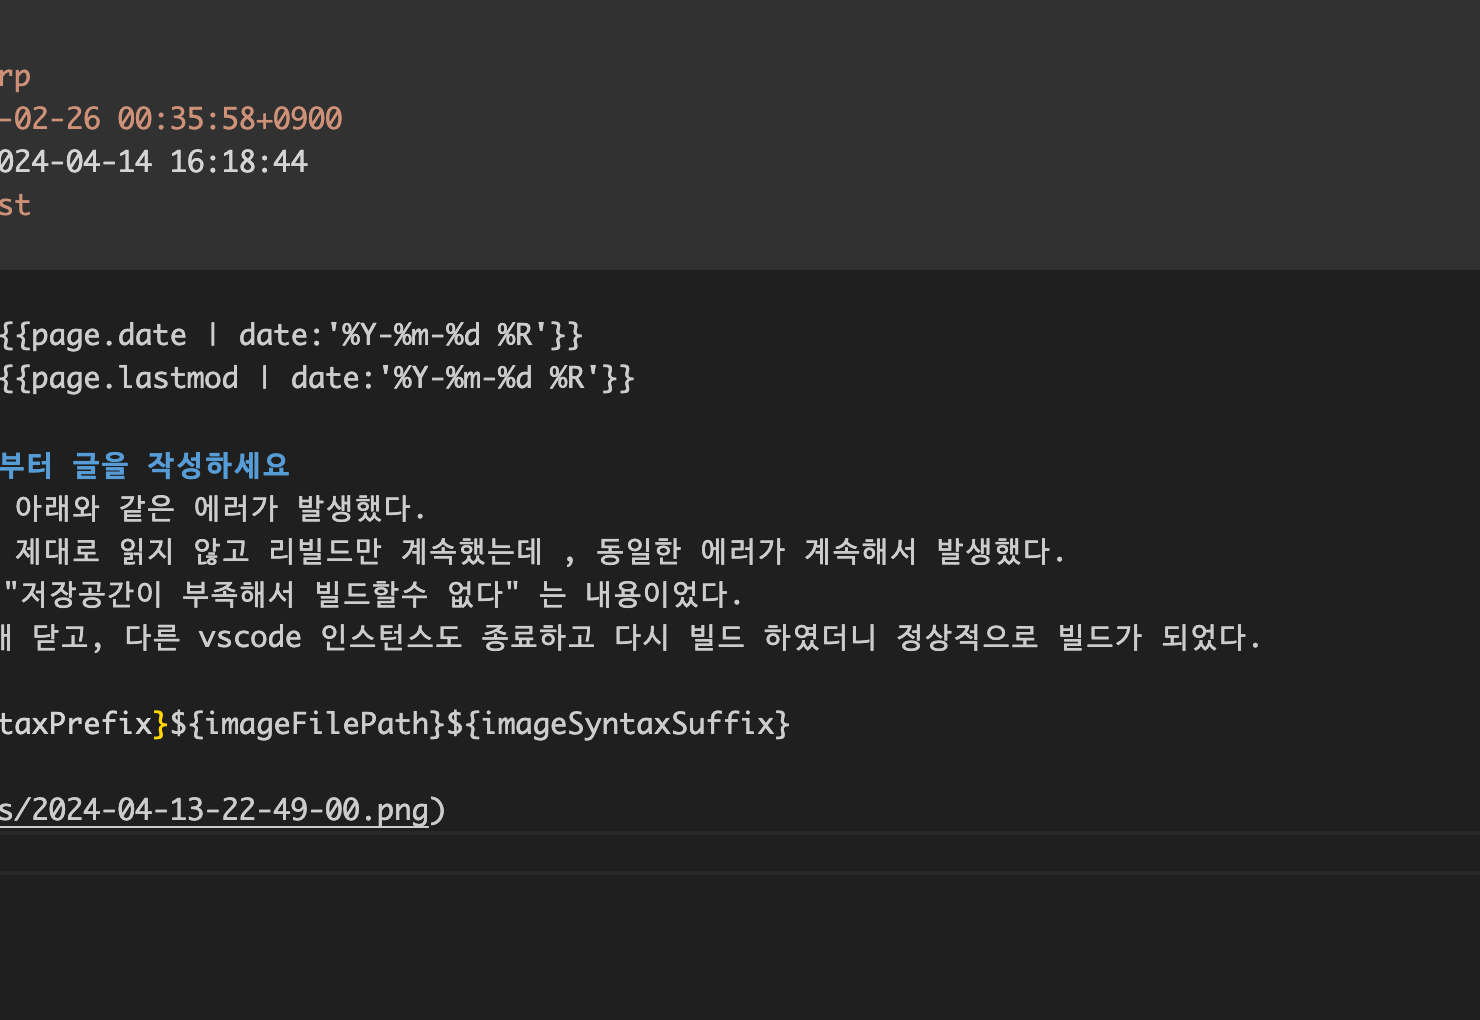 rp
-02-26 00:35:58+0900
024-04-14 16:18:44
st
{{page.date | date:'%Y-%m-%d %R'}}
{{page.lastmod | date:'%Y-%m-%d %R'}}
부터 글을 작성하세요
아래와 같은 에러가 발생했다.
제대로 읽지 않고 리빌드만 계속했는데 , 동일한 에러가 계속해서 발생했다.
"저장공간이 부족해서 빌드할수 없다" 는 내용이었다.
닫고, 다른 vscode 인스턴스도 종료하고 다시 빌드 하였더니 정상적으로 빌드가 되었다.
taxPrefix}${imageFilePath}${imageSyntaxSuffix}
s/2024-04-13-22-49-00.png)